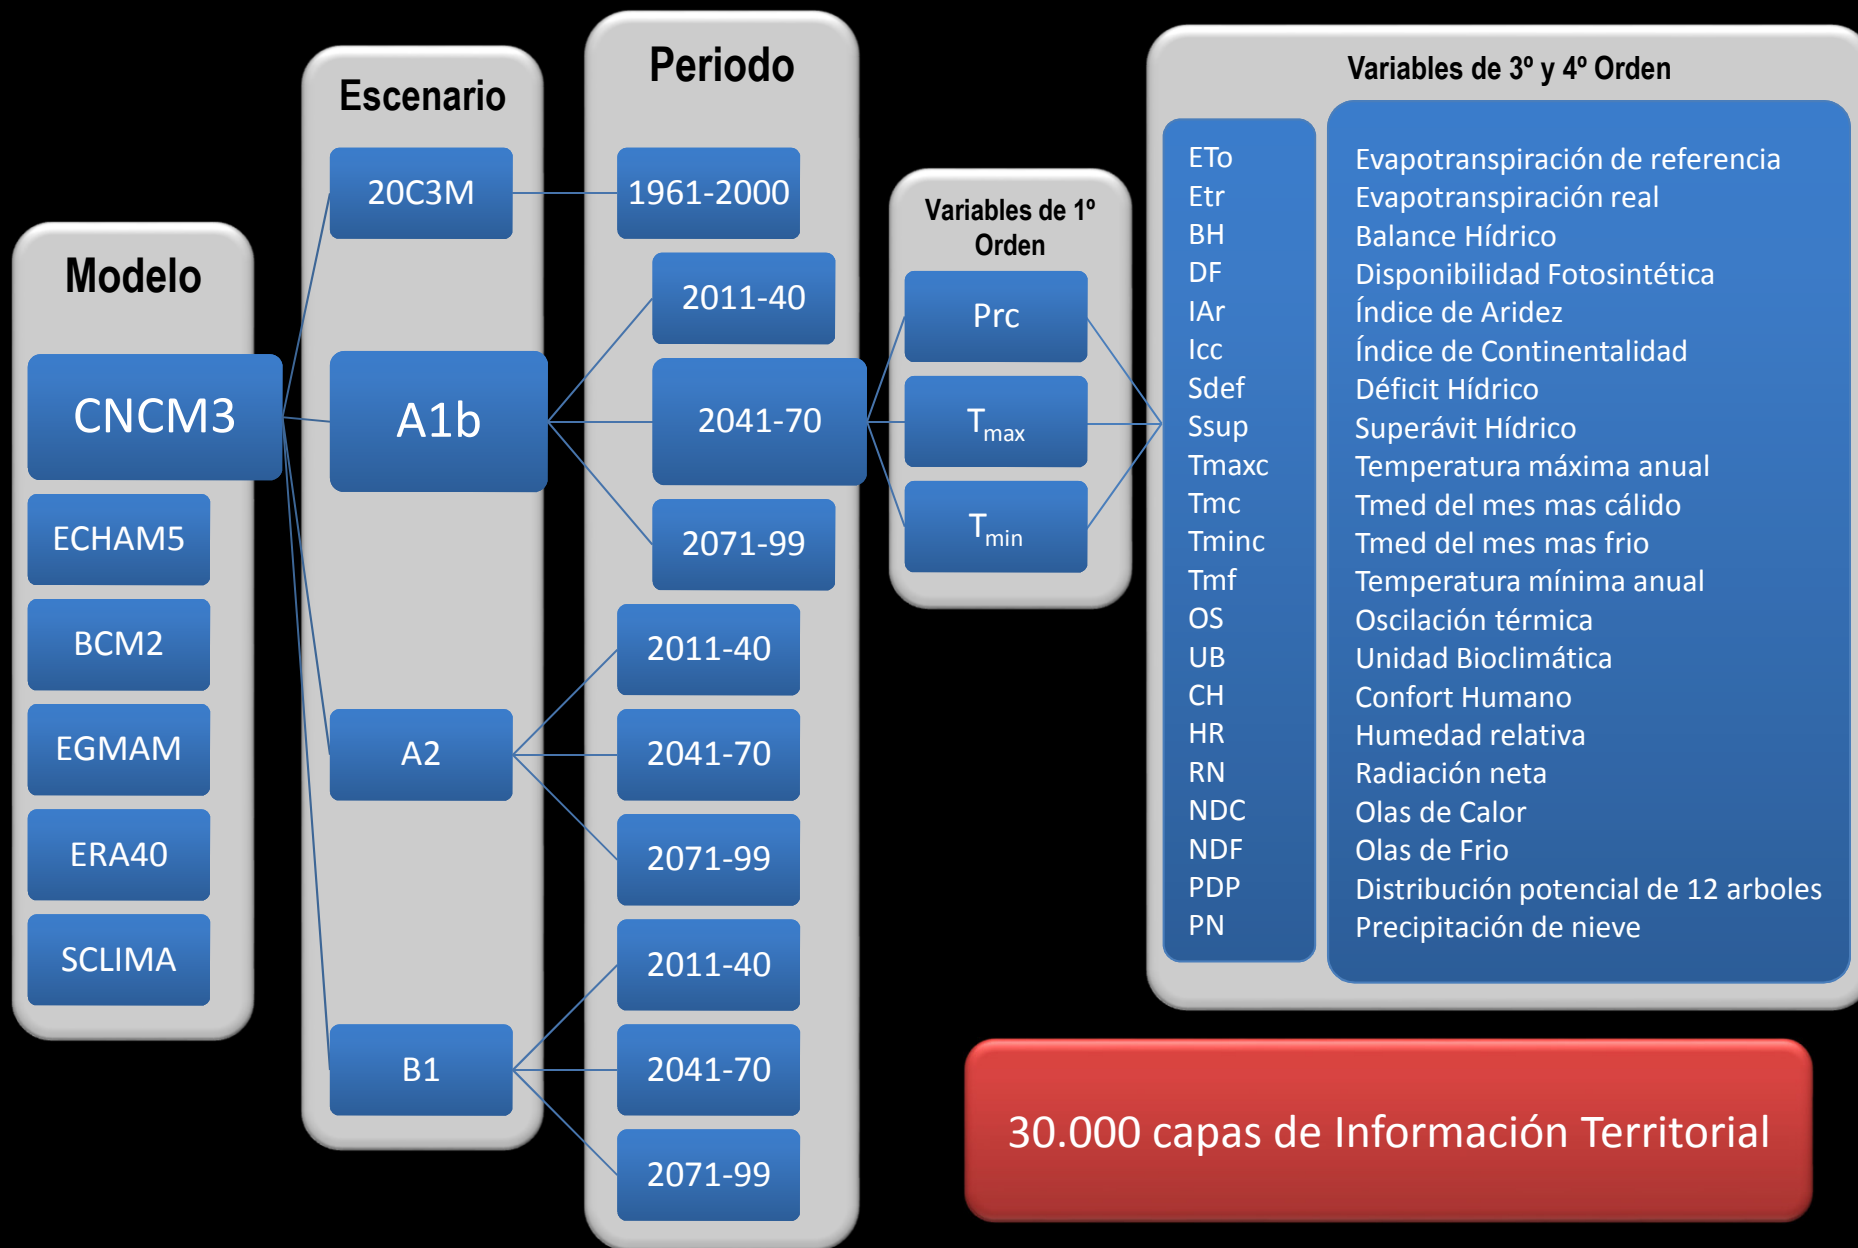 Modelo
CNCM3
ECHAM5
BCM2
EGMAM
ERA40
SCLIMA
Escenario
20C3M
A1b
A2
B1
Periodo
1961-2000
2011-40
2041-70
2071-99
2011-40
2041-70
2071-99
2011-40
2041-70
2071-99
Variables de 1º
Orden
Prc
Tmax
Tmin
Variables de 3º y 4º Orden
ETo Evapotranspiración de referencia
Etr Evapotranspiración real
BH Balance Hídrico
DF Disponibilidad Fotosintética
IAr Índice de Aridez
Icc Índice de Continentalidad
Sdef Déficit Hídrico
Ssup Superávit Hídrico
Tmaxc Temperatura máxima anual
Tmc Tmed del mes mas cálido
Tminc Tmed del mes mas frio
Tmf Temperatura mínima anual
OS Oscilación térmica
UB Unidad Bioclimática
CH Confort Humano
HR Humedad relativa
RN Radiación neta
NDC Olas de Calor
NDF Olas de Frio
PDP Distribución potencial de 12 arboles
PN Precipitación de nieve
30.000 capas de Información Territorial